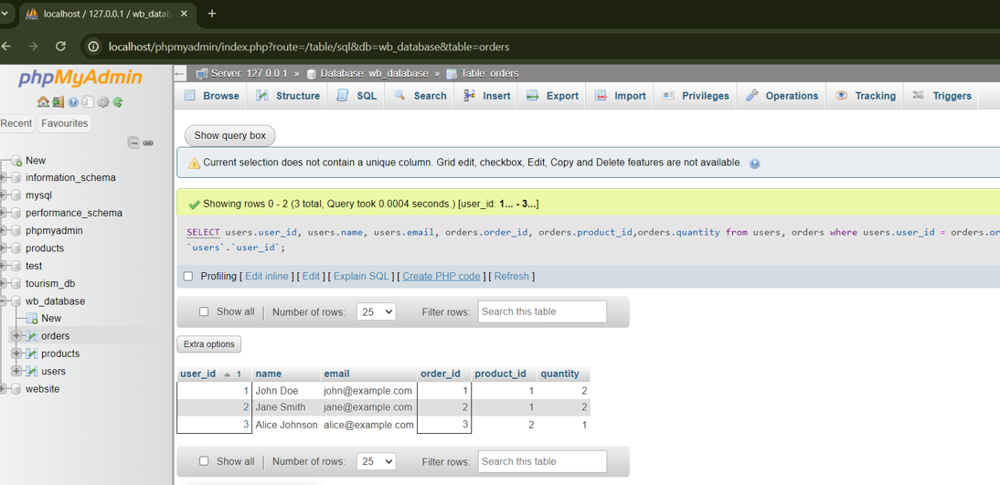 localhost / 127.0.0.1 / wb_datab
localhost/phpmyadmin/index.php?route=/table/sql&db=wb_database&table=orders
phpMyAdmin
Recent Favourites
New
information_schema
mysql
performance_schema
phpmyadmin
products
test
tourism_db
wb_database
New
orders
products
users
website
Server: 127.0.0.1 » Database: wb_database » Table: orders
Browse Structure SQL Search Insert Export Import Privileges Operations Tracking Triggers
Show query box
Current selection does not contain a unique column. Grid edit, checkbox, Edit, Copy and Delete features are not available.
Showing rows 0 - 2 (3 total, Query took 0.0004 seconds.) [user_id: 1... - 3...]
SELECT users.user_id, users.name, users.email, orders.order_id, orders.product_id,orders.quantity from users, orders where users.user_id = orders.or
`users`.`user_id`;
Profiling [ Edit inline ] [ Edit ] [ Explain SQL ] [ Create PHP code ] [ Refresh ]
Show all Number of rows: 25 Filter rows: Search this table
Extra options
user_id 1 name email order_id product_id quantity
1 John Doe john@example.com 1 1 2
2 Jane Smith jane@example.com 2 1 2
3 Alice Johnson alice@example.com 3 2 1
Show all Number of rows: 25 Filter rows: Search this table